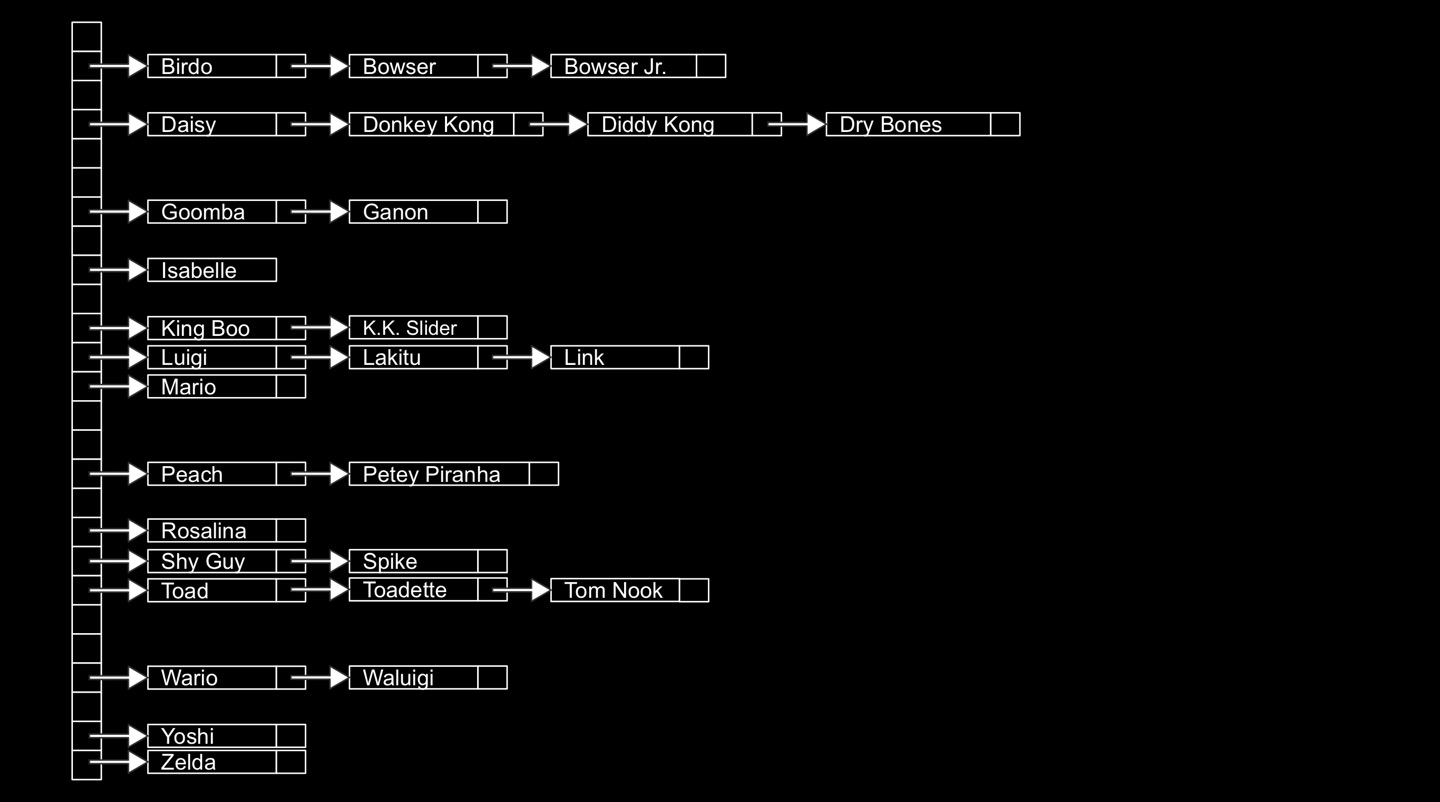 Birdo Bowser Bowser Jr.
Daisy Donkey Kong Diddy Kong Dry Bones
Goomba Ganon
Isabelle
King Boo K.K. Slider
Luigi Lakitu Link
Mario
Peach Petey Piranha
Rosalina
Shy Guy Spike
Toad Toadette Tom Nook
Wario Waluigi
Yoshi
Zelda